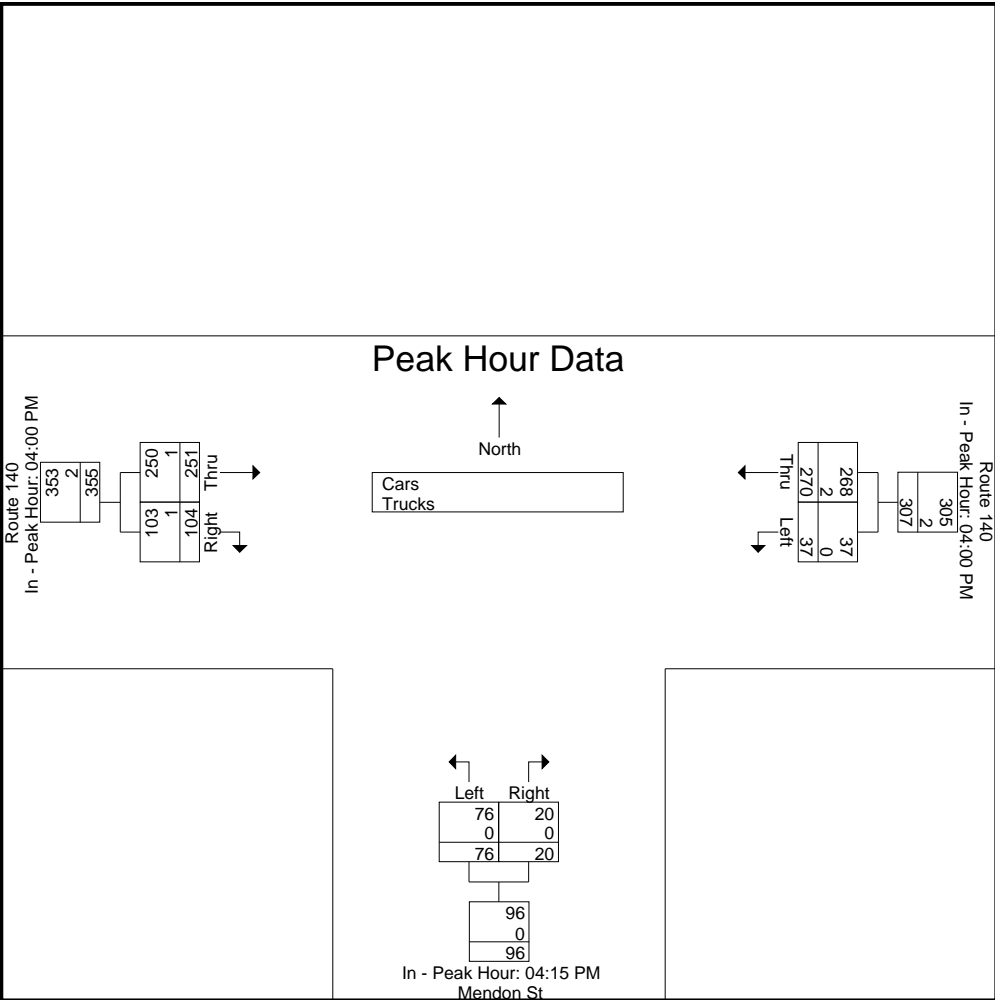 Peak Hour Data
North
Cars
Trucks
Route 140
In - Peak Hour: 04:00 PM
353
2
355
250
1
251
Thru
103
1
104
Right
Route 140
In - Peak Hour: 04:00 PM
305
2
307
268
2
270
Thru
37
0
37
Left
Left Right
76 20
0 0
76 20
96
0
96
In - Peak Hour: 04:15 PM
Mendon St